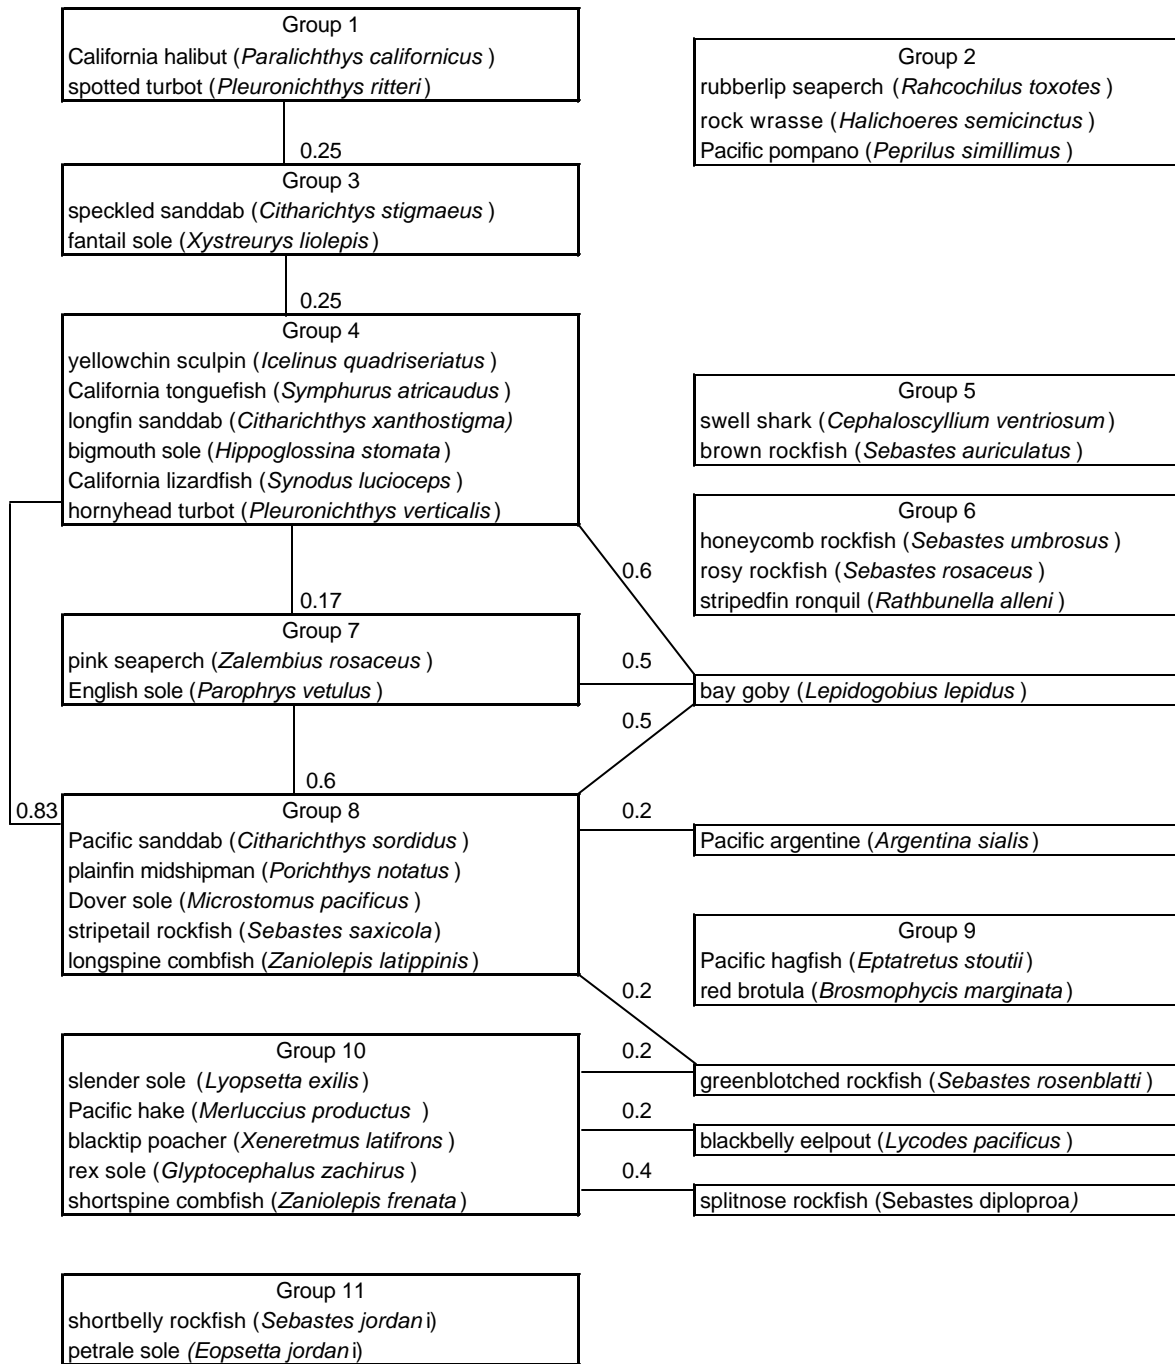 Group 1
California halibut (Paralichthys californicus )
spotted turbot (Pleuronichthys ritteri )
Group 2
rubberlip seaperch (Rahcochilus toxotes )
rock wrasse (Halichoeres semicinctus )
Pacific pompano (Peprilus simillimus )
0.25
Group 3
speckled sanddab (Citharichtys stigmaeus )
fantail sole (Xystreurys liolepis )
0.25
Group 4
yellowchin sculpin (Icelinus quadriseriatus )
California tonguefish (Symphurus atricaudus )
longfin sanddab (Citharichthys xanthostigma)
bigmouth sole (Hippoglossina stomata )
California lizardfish (Synodus lucioceps )
hornyhead turbot (Pleuronichthys verticalis )
Group 5
swell shark (Cephaloscyllium ventriosum )
brown rockfish (Sebastes auriculatus )
Group 6
honeycomb rockfish (Sebastes umbrosus )
rosy rockfish (Sebastes rosaceus )
stripedfin ronquil (Rathbunella alleni )
0.6
0.17
Group 7
pink seaperch (Zalembius rosaceus )
English sole (Parophrys vetulus )
0.5
bay goby (Lepidogobius lepidus )
0.5
0.6
0.83
Group 8
Pacific sanddab (Citharichthys sordidus )
plainfin midshipman (Porichthys notatus )
Dover sole (Microstomus pacificus )
stripetail rockfish (Sebastes saxicola )
longspine combfish (Zaniolepis latippinis )
0.2
Pacific argentine (Argentina sialis )
Group 9
Pacific hagfish (Eptatretus stoutii )
red brotula (Brosmophycis marginata )
0.2
Group 10
slender sole (Lyopsetta exilis )
Pacific hake (Merluccius productus )
blacktip poacher (Xeneretmus latifrons )
rex sole (Glyptocephalus zachirus )
shortspine combfish (Zaniolepis frenata )
0.2
greenblotched rockfish (Sebastes rosenblatti )
0.2
blackbelly eelpout (Lycodes pacificus )
0.4
splitnose rockfish (Sebastes diploproa)
Group 11
shortbelly rockfish (Sebastes jordani)
petrale sole (Eopsetta jordani)